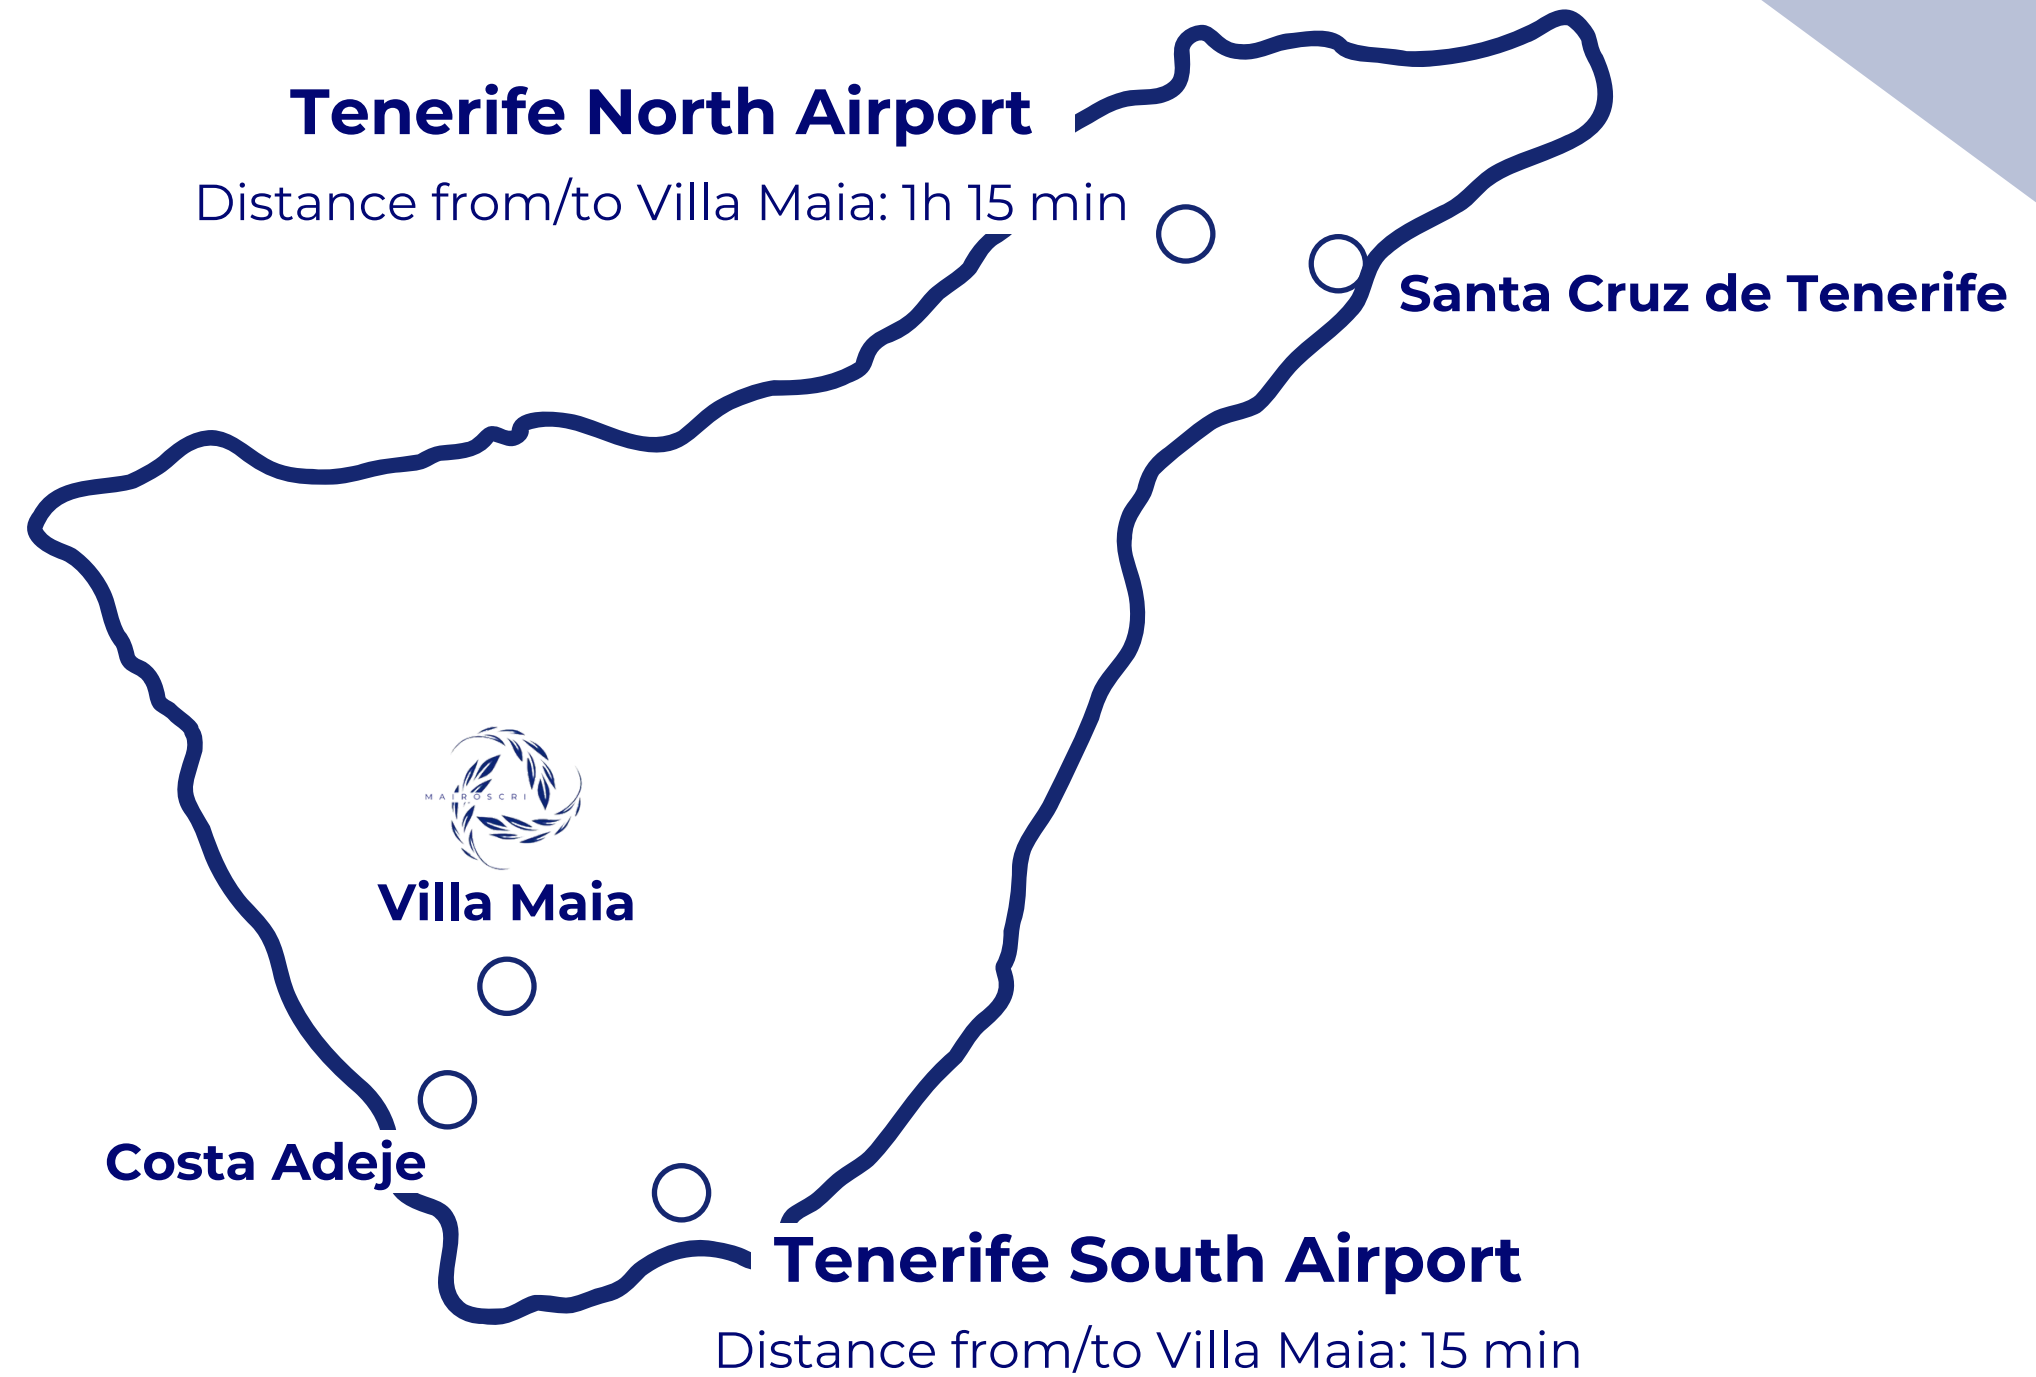 Tenerife North Airport
Distance from/to Villa Maia: 1h 15 min
Santa Cruz de Tenerife
MAIROSCRI
Villa Maia
Costa Adeje
Tenerife South Airport
Distance from/to Villa Maia: 15 min